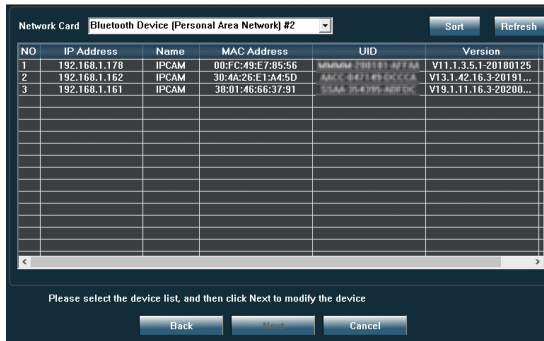 Network Card Bluetooth Device (Personal Area Network) #2 Sort Refresh
NO IP Address Name MAC Address UID Version
1 192.168.1.178 IPCAM 00:FC:49:E7:85:56 V11.1.3.5.1-20180125
2 192.168.1.162 IPCAM 30:4A:26:E1:A4:5D V13.1.42.16.3-20191...
3 192.168.1.161 IPCAM 38:01:46:66:37:91 V19.1.11.16.3-20200...
Please select the device list, and then click Next to modify the device
Back Next Cancel